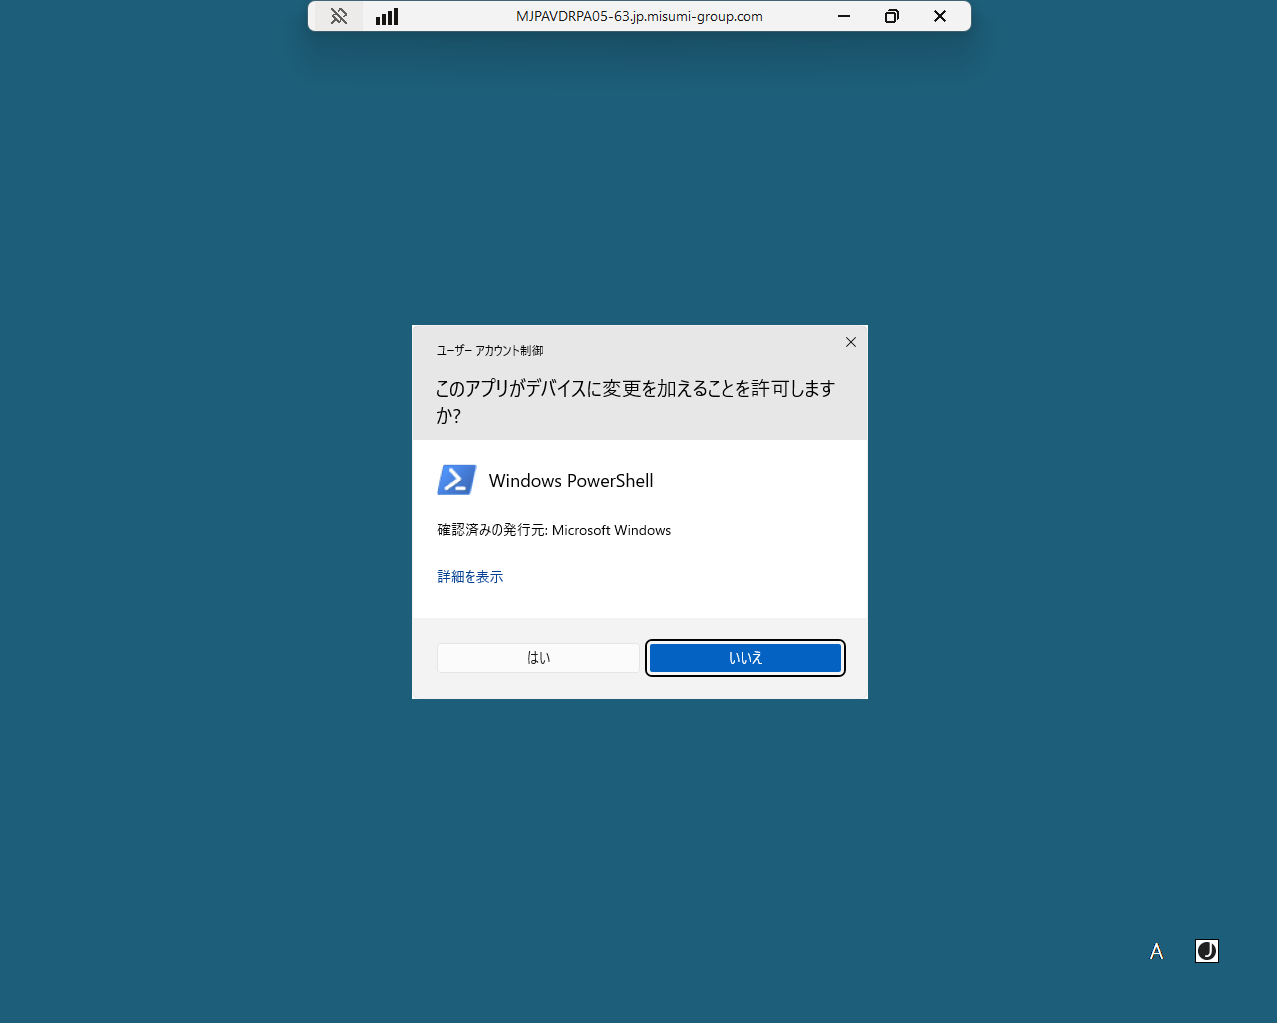 MJPAVDRPA05-63.jp.misumi-group.com
ユーザー アカウント制御
このアプリがデバイスに変更を加えることを許可します
か?
Windows PowerShell
確認済みの発行元: Microsoft Windows
詳細を表示
はい
いいえ
A
J